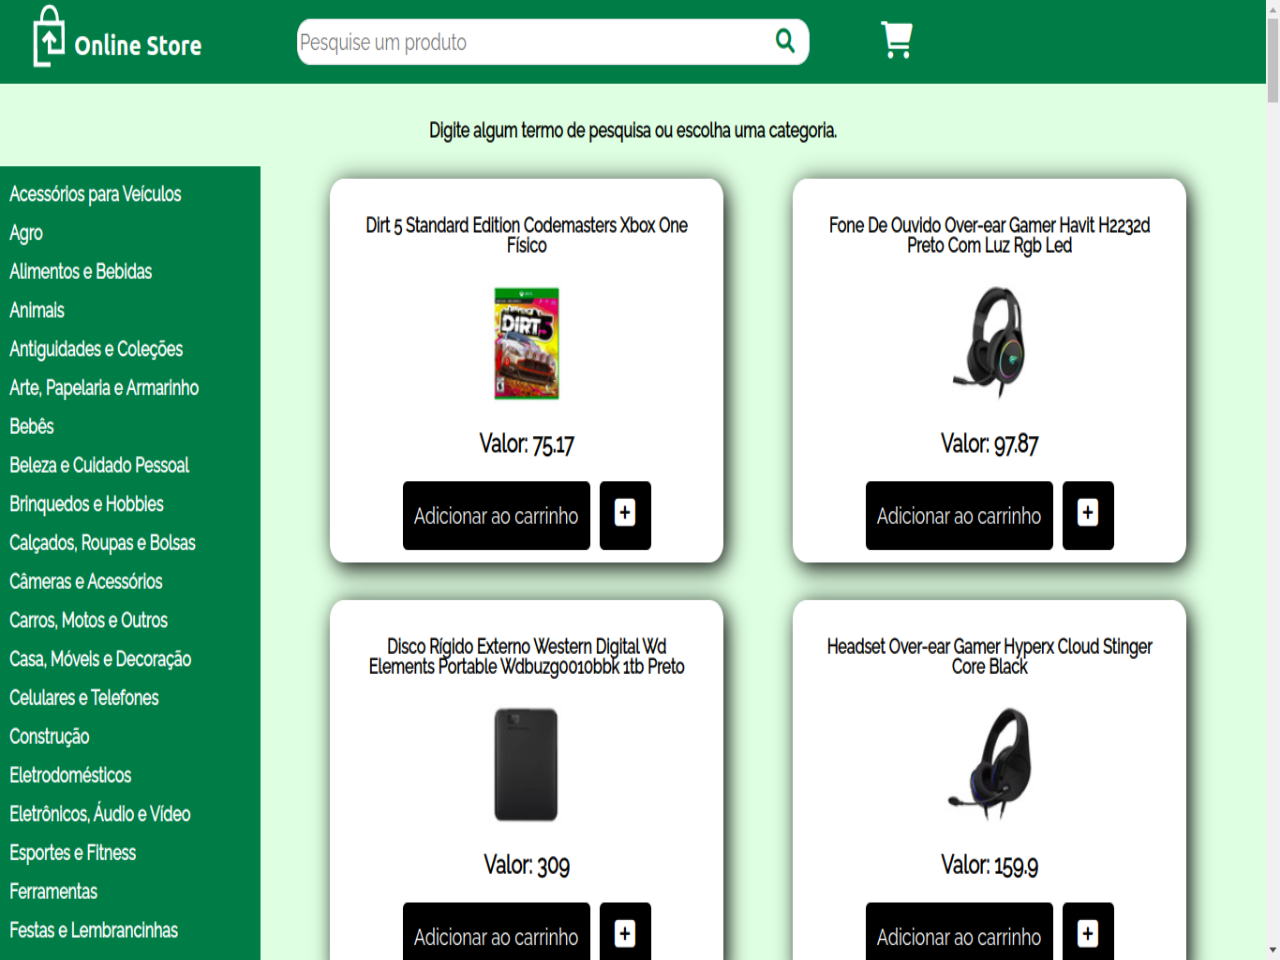 Online Store
Pesquise um produto
Digite algum termo de pesquisa ou escolha uma categoria.
Acessórios para Veículos
Agro
Alimentos e Bebidas
Animais
Antiguidades e Coleções
Arte, Papelaria e Armarinho
Bebês
Beleza e Cuidado Pessoal
Brinquedos e Hobbies
Calçados, Roupas e Bolsas
Câmeras e Acessórios
Carros, Motos e Outros
Casa, Móveis e Decoração
Celulares e Telefones
Construção
Eletrodomésticos
Eletrônicos, Áudio e Vídeo
Esportes e Fitness
Ferramentas
Festas e Lembrancinhas
Dirt 5 Standard Edition Codemasters Xbox One
Físico
DIRT 5
Valor: 75.17
Adicionar ao carrinho
Fone De Ouvido Over-ear Gamer Havit H2232d
Preto Com Luz Rgb Led
Valor: 97.87
Adicionar ao carrinho
Disco Rígido Externo Western Digital Wd
Elements Portable Wdbuzg0010bbk 1tb Preto
Valor: 309
Adicionar ao carrinho
Headset Over-ear Gamer Hyperx Cloud Stinger
Core Black
Valor: 159.9
Adicionar ao carrinho